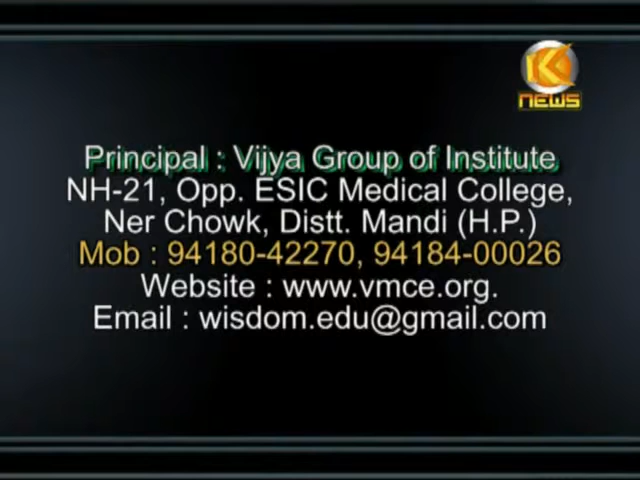 K
NEWS
Principal : Vijya Group of Institute
NH-21, Opp. ESIC Medical College,
Ner Chowk, Distt. Mandi (H.P.)
Mob : 94180-42270, 94184-00026
Website : www.vmce.org.
Email : wisdom.edu@gmail.com